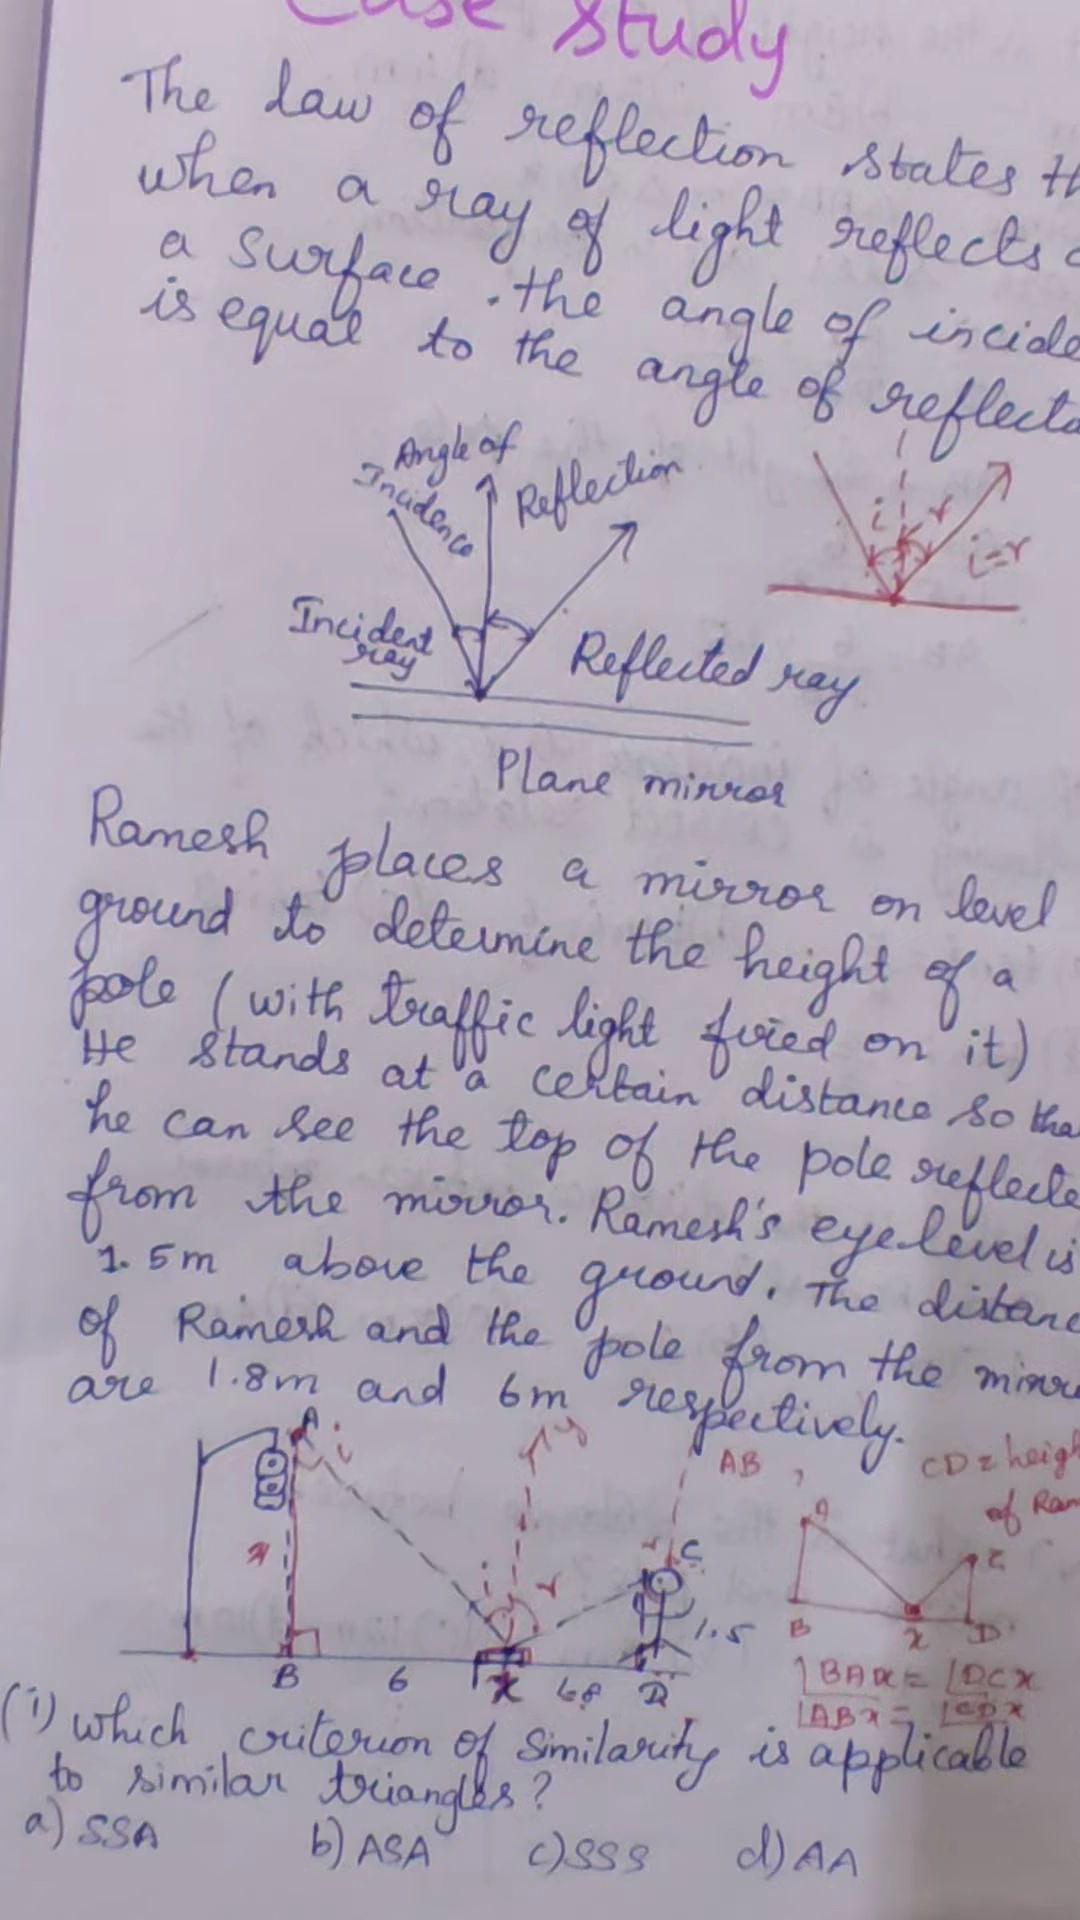 Case Study
The law of reflection states th
when a ray of light reflects o
a surface. the angle of incide
is equal to the angle of reflecta
Angle of
Incidence
Reflection
i r
i=r
Incident
ray
Reflected ray
Plane mirror
Ramesh places a mirror on level
ground to determine the height of a
pole (with traffic light fixed on it)
He stands at a certain distance so tha
he can see the top of the pole reflecte
from the mirror. Ramesh's eye level is
1.5m above the ground. The distanc
of Ramesh and the pole from the mirro
are 1.8m and 6m respectively.
A i
AB
CD = heigh
of Ram
x
i r
C
1.5
A
C
B 6 X 1.8 D
B X D
∠BAX = ∠DCX
∠ABX = ∠CDX
(i) which criterion of Similarity is applicable
to similar triangles?
a) SSA b) ASA c) SSS d) AA